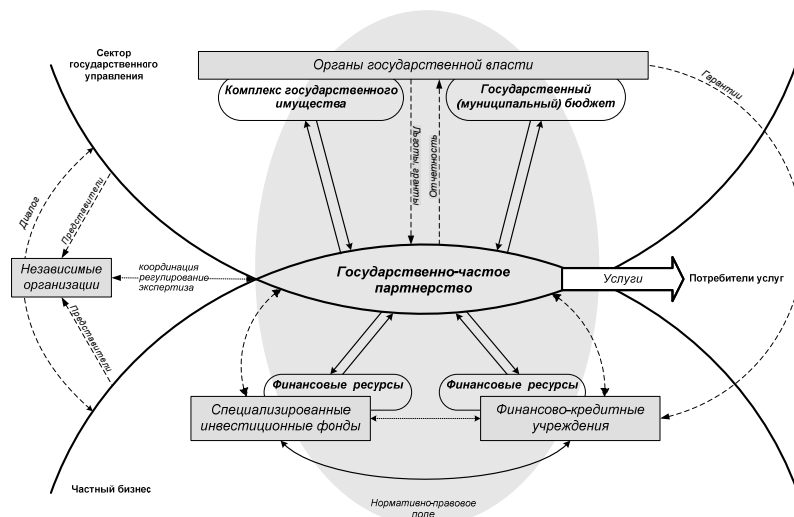 Сектор
государственного
управления
Органы государственной власти
Комплекс государственного
имущества
Государственный
(муниципальный) бюджет
Гарантии
Льготы, гранты
Отчетность
Диалог
Представители
Независимые
организации
координация
регулирование
экспертиза
Государственно-частое
партнерство
Услуги
Потребители услуг
Представители
Финансовые ресурсы
Финансовые ресурсы
Специализированные
инвестиционные фонды
Финансово-кредитные
учреждения
Частный бизнес
Нормативно-правовое
поле